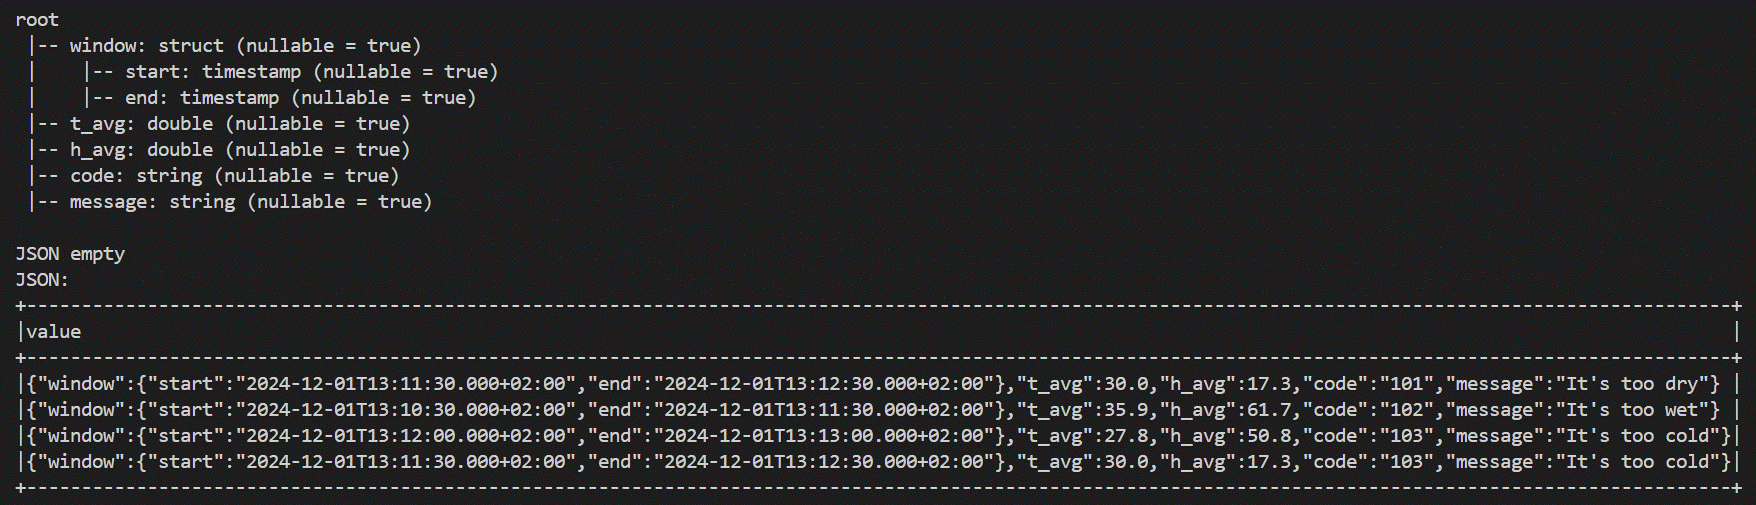 root
 |-- window: struct (nullable = true)
 |    |-- start: timestamp (nullable = true)
 |    |-- end: timestamp (nullable = true)
 |-- t_avg: double (nullable = true)
 |-- h_avg: double (nullable = true)
 |-- code: string (nullable = true)
 |-- message: string (nullable = true)

JSON empty
JSON:
+-----------------------------------------------------------------------------------------------------------------------------------------------------------+
|value                                                                                                                                                      |
+-----------------------------------------------------------------------------------------------------------------------------------------------------------+
|{"window":{"start":"2024-12-01T13:11:30.000+02:00","end":"2024-12-01T13:12:30.000+02:00"},"t_avg":30.0,"h_avg":17.3,"code":"101","message":"It's too dry"} |
|{"window":{"start":"2024-12-01T13:10:30.000+02:00","end":"2024-12-01T13:11:30.000+02:00"},"t_avg":35.9,"h_avg":61.7,"code":"102","message":"It's too wet"} |
|{"window":{"start":"2024-12-01T13:12:00.000+02:00","end":"2024-12-01T13:13:00.000+02:00"},"t_avg":27.8,"h_avg":50.8,"code":"103","message":"It's too cold"}|
|{"window":{"start":"2024-12-01T13:11:30.000+02:00","end":"2024-12-01T13:12:30.000+02:00"},"t_avg":30.0,"h_avg":17.3,"code":"103","message":"It's too cold"}|
+-----------------------------------------------------------------------------------------------------------------------------------------------------------+